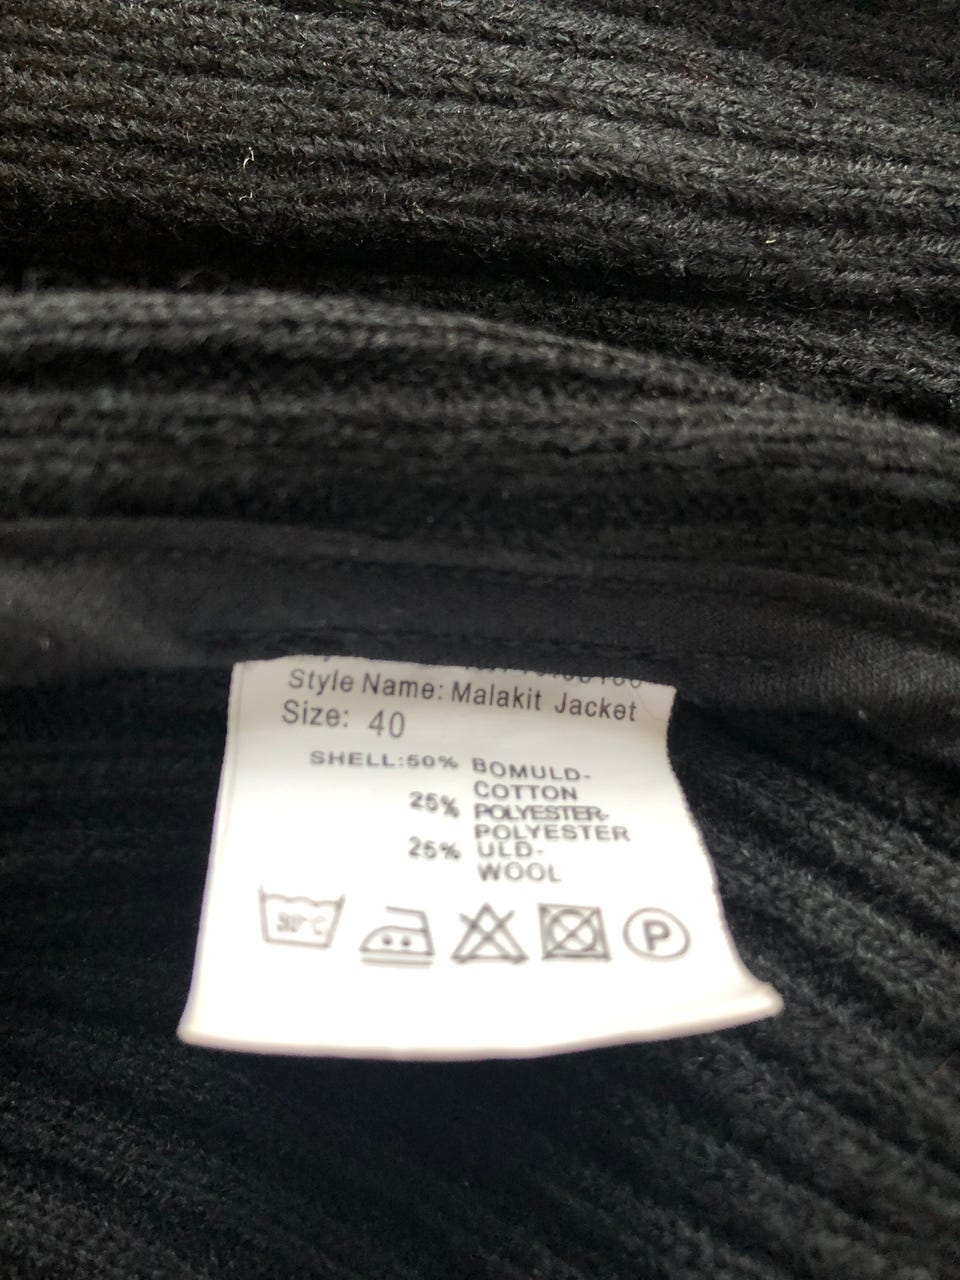 Style Name: Malakit Jacket
Size: 40
SHELL:50% BOMULD-
COTTON
25% POLYESTER-
POLYESTER
25% ULD-
WOOL
30°C
P